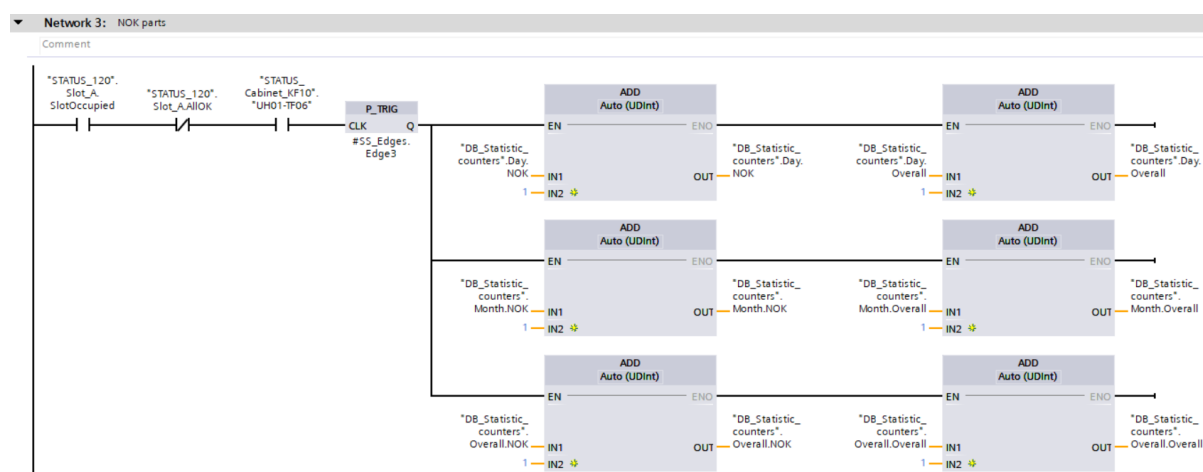 Network 3: NOK parts
Comment
"STATUS_120".
Slot_A.
SlotOccupied
"STATUS_120".
Slot_A.AllOK
"STATUS_
Cabinet_KF10".
"UH01-TF06"
P_TRIG
CLK Q
#SS_Edges.
Edge3
ADD
Auto (UDInt)
EN ENO
"DB_Statistic_
counters".Day.
NOK
IN1
1
IN2
OUT
"DB_Statistic_
counters".Day.
NOK
ADD
Auto (UDInt)
EN ENO
"DB_Statistic_
counters".Day.
Overall
IN1
1
IN2
OUT
"DB_Statistic_
counters".Day.
Overall
ADD
Auto (UDInt)
EN ENO
"DB_Statistic_
counters".
Month.NOK
IN1
1
IN2
OUT
"DB_Statistic_
counters".
Month.NOK
ADD
Auto (UDInt)
EN ENO
"DB_Statistic_
counters".
Month.Overall
IN1
1
IN2
OUT
"DB_Statistic_
counters".
Month.Overall
ADD
Auto (UDInt)
EN ENO
"DB_Statistic_
counters".
Overall.NOK
IN1
1
IN2
OUT
"DB_Statistic_
counters".
Overall.NOK
ADD
Auto (UDInt)
EN ENO
"DB_Statistic_
counters".
Overall.Overall
IN1
1
IN2
OUT
"DB_Statistic_
counters".
Overall.Overall